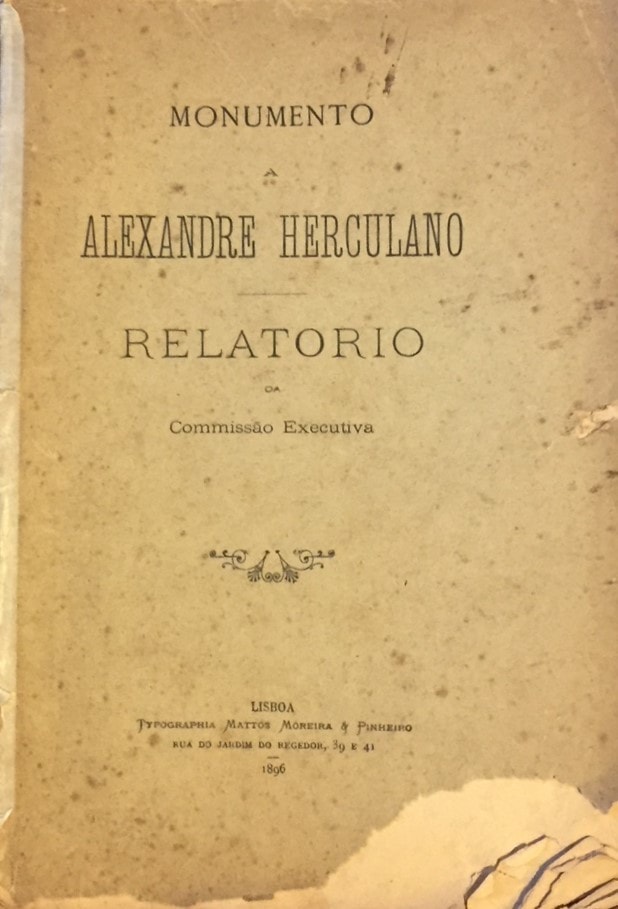 MONUMENTO
A
ALEXANDRE HERCULANO
RELATORIO
DA
Commissão Executiva
LISBOA
Typographia Mattos Moreira & Pinheiro
RUA DO JARDIM DO REGEDOR, 39 E 41
1896